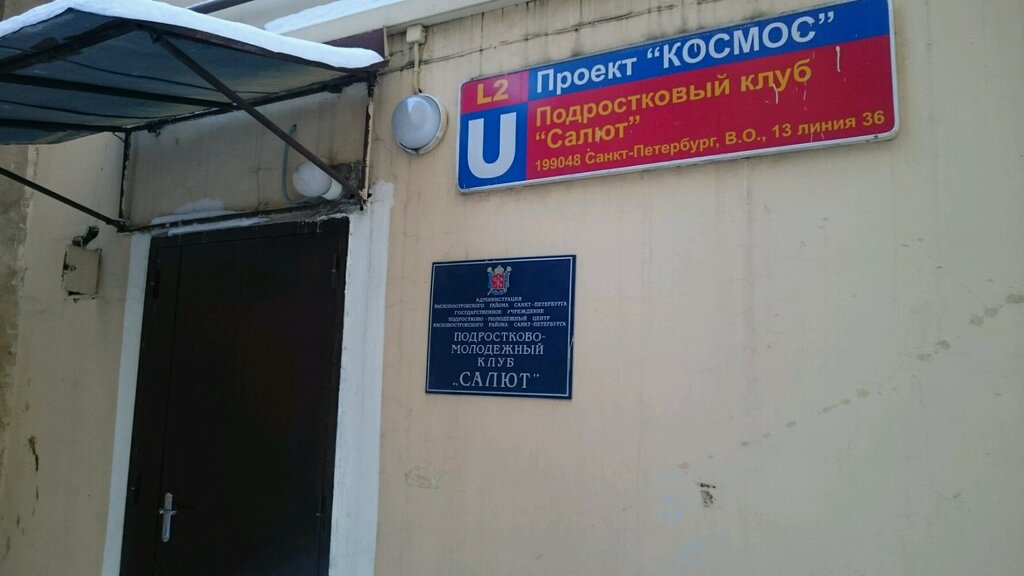 L2
U
Проект “КОСМОС”
Подростковый клуб
“Салют”
199048 Санкт-Петербург, В.О., 13 линия 36
АДМИНИСТРАЦИЯ
ВАСИЛЕОСТРОВСКОГО РАЙОНА САНКТ-ПЕТЕРБУРГА
ГОСУДАРСТВЕННОЕ УЧРЕЖДЕНИЕ
ПОДРОСТКОВО-МОЛОДЕЖНЫЙ ЦЕНТР
ВАСИЛЕОСТРОВСКОГО РАЙОНА САНКТ-ПЕТЕРБУРГА
ПОДРОСТКОВО-
МОЛОДЕЖНЫЙ
КЛУБ
„САЛЮТ”